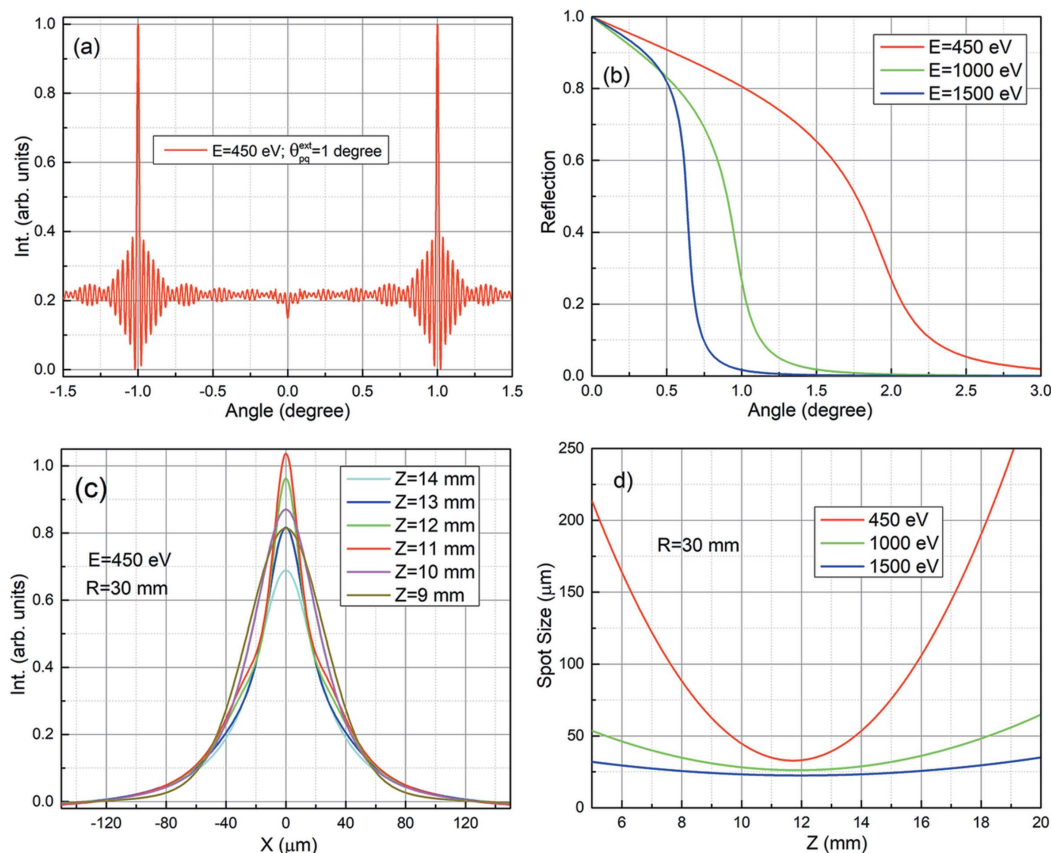 (a)
E=450 eV; θ_pq^ext=1 degree
Int. (arb. units)
1.0
0.8
0.6
0.4
0.2
0.0
-1.5 -1.0 -0.5 0.0 0.5 1.0 1.5
Angle (degree)
(b)
E=450 eV
E=1000 eV
E=1500 eV
Reflection
1.0
0.8
0.6
0.4
0.2
0.0
0.0 0.5 1.0 1.5 2.0 2.5 3.0
Angle (degree)
(c)
Z=14 mm
Z=13 mm
Z=12 mm
Z=11 mm
Z=10 mm
Z=9 mm
E=450 eV
R=30 mm
Int. (arb. units)
1.0
0.8
0.6
0.4
0.2
0.0
-120 -80 -40 0 40 80 120
X (μm)
d)
450 eV
1000 eV
1500 eV
R=30 mm
Spot Size (μm)
250
200
150
100
50
0
6 8 10 12 14 16 18 20
Z (mm)